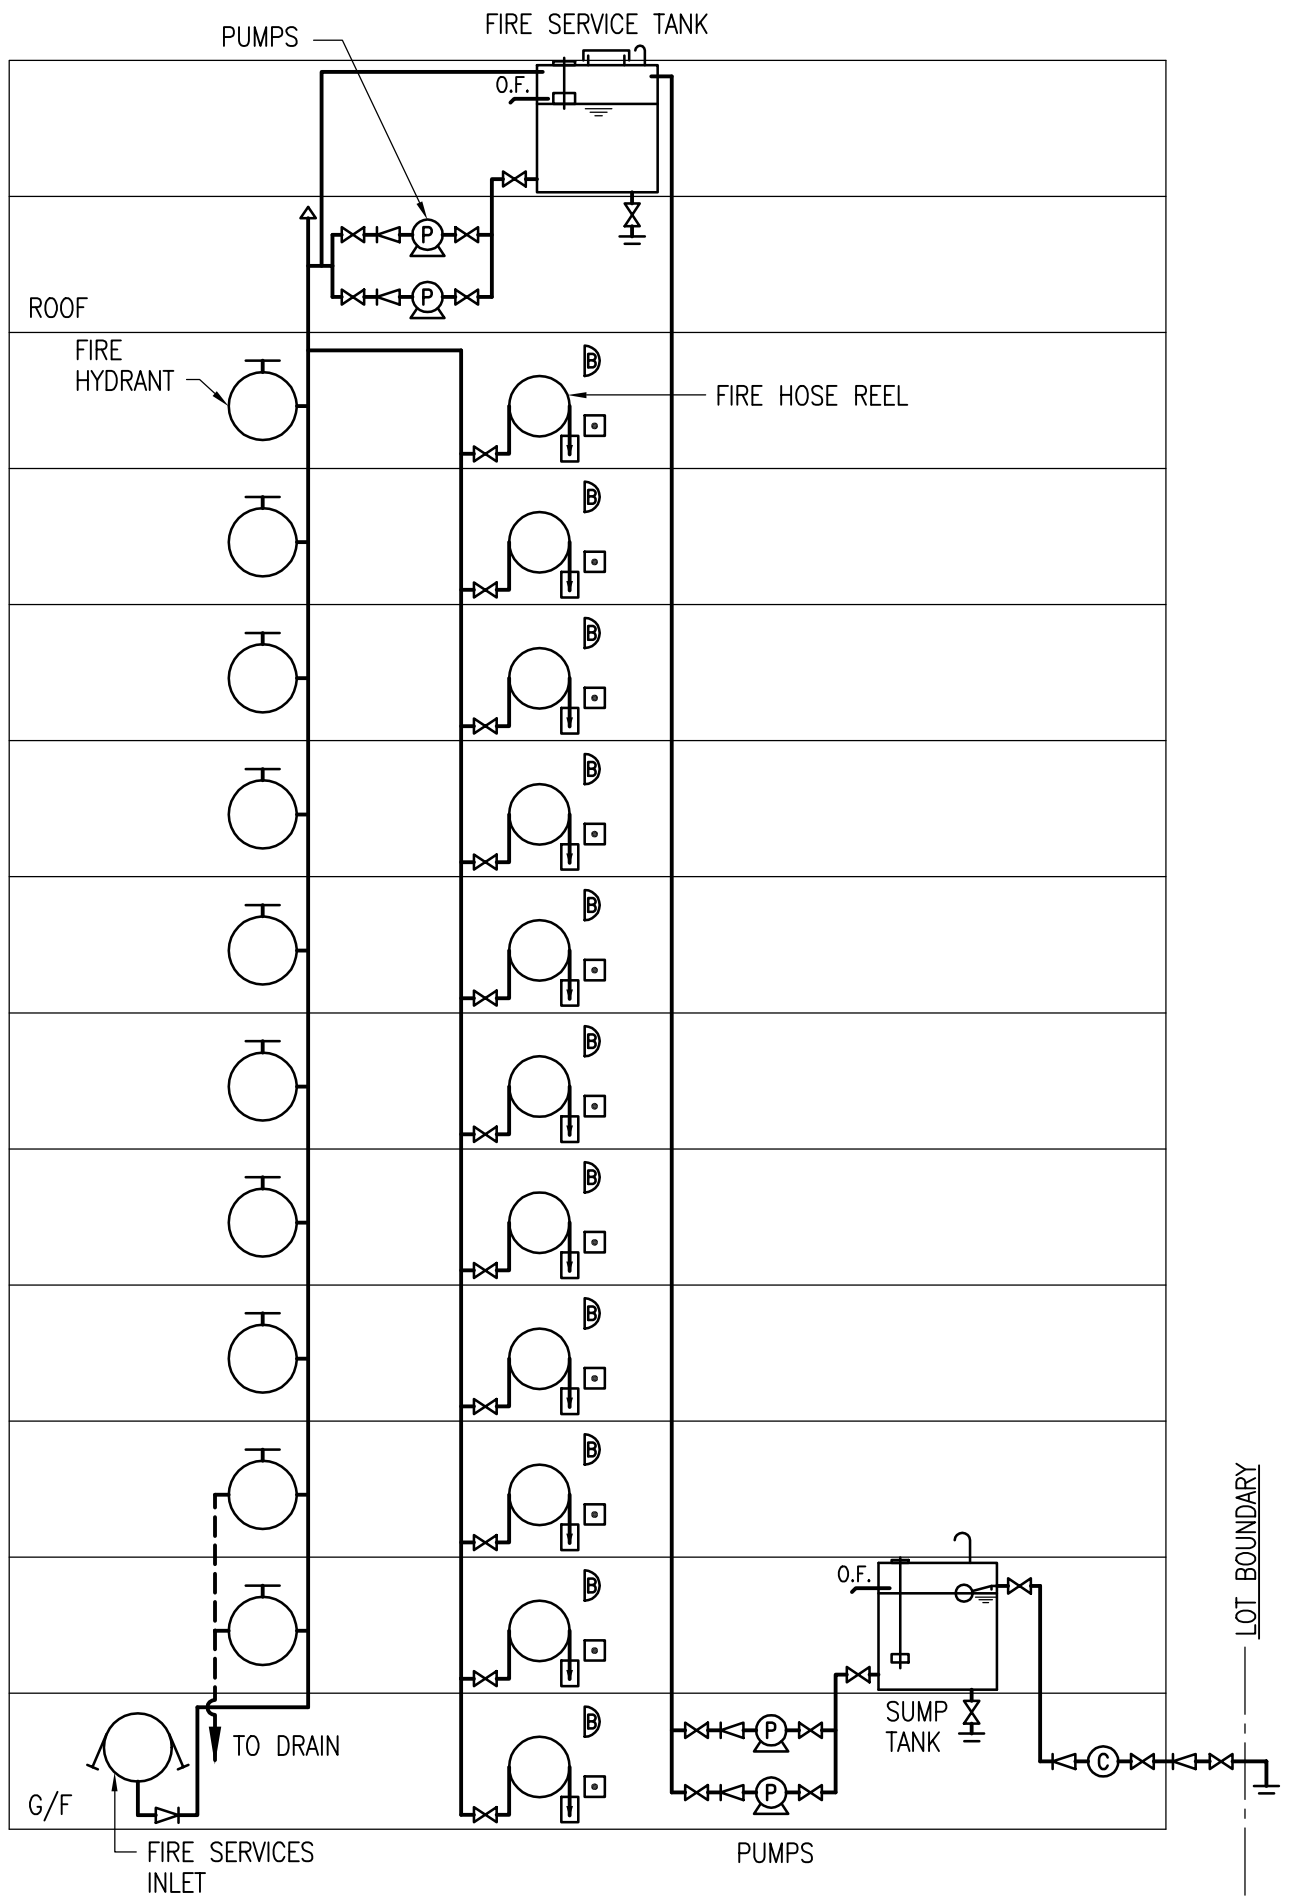 FIRE SERVICE TANK
PUMPS
O.F.
P
P
ROOF
FIRE
HYDRANT
B
FIRE HOSE REEL
B
B
B
B
B
B
B
B
B
O.F.
LOT BOUNDARY
SUMP
TANK
B
P
TO DRAIN
C
P
G/F
FIRE SERVICES
INLET
PUMPS